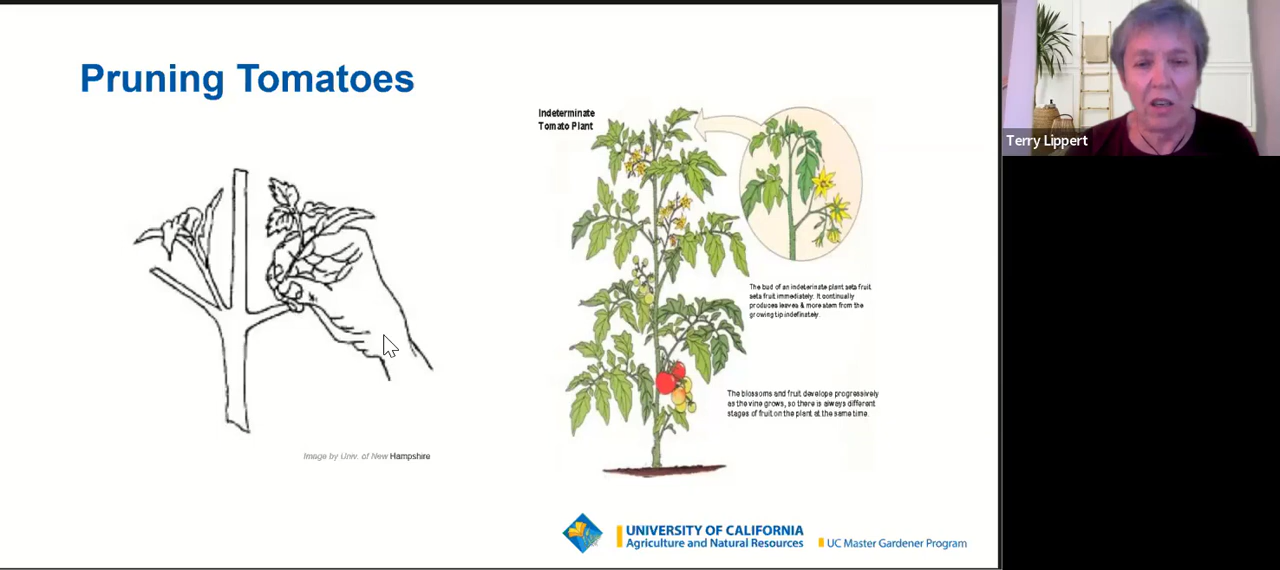 Pruning Tomatoes
Indeterminate
Tomato Plant
The bud of an indeterminate plant sets fruit
sets fruit immediately. It continually
produces leaves & more stem from the
growing tip indefinately.
The blossoms and fruit develope progressively
as the vine grows, so there is always different
stages of fruit on the plant at the same time.
Image by Univ. of New Hampshire
UNIVERSITY OF CALIFORNIA
Agriculture and Natural Resources
UC Master Gardener Program
Terry Lippert